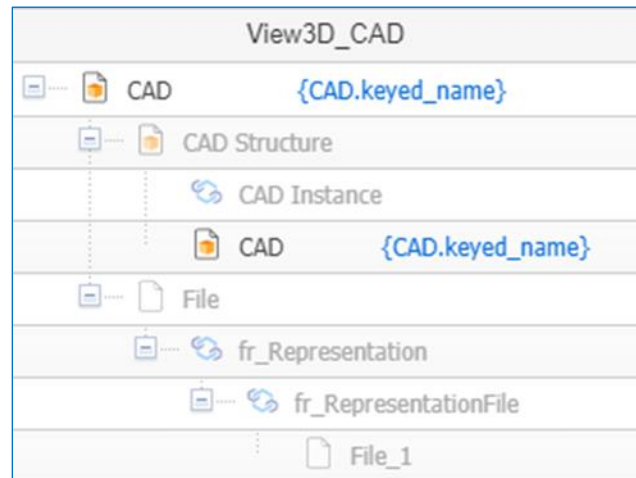 View3D_CAD
CAD {CAD.keyed_name}
CAD Structure
CAD Instance
CAD {CAD.keyed_name}
File
fr_Representation
fr_RepresentationFile
File_1